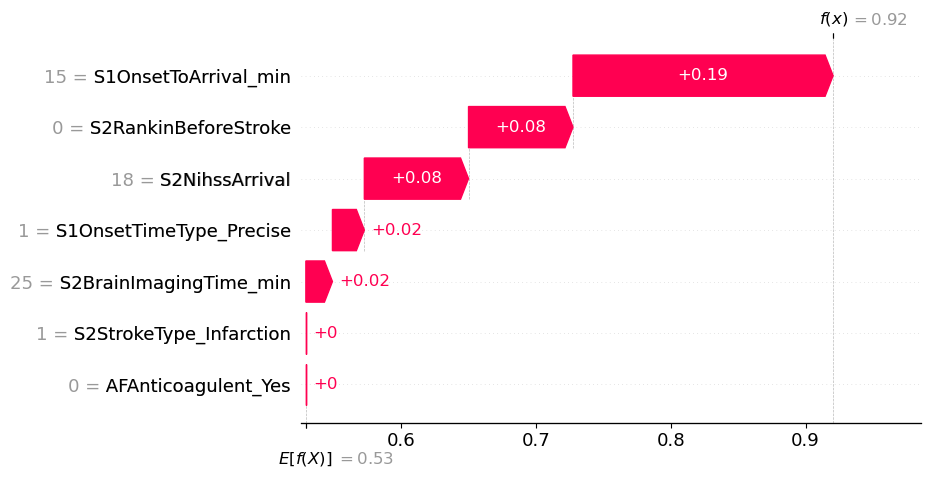 f(x) = 0.92
15 = S1OnsetToArrival_min
+0.19
0 = S2RankinBeforeStroke
+0.08
18 = S2NihssArrival
+0.08
1 = S1OnsetTimeType_Precise
+0.02
25 = S2BrainImagingTime_min
+0.02
1 = S2StrokeType_Infarction
+0
0 = AFAnticoagulent_Yes
+0
0.6 0.7 0.8 0.9
E[f(X)] = 0.53